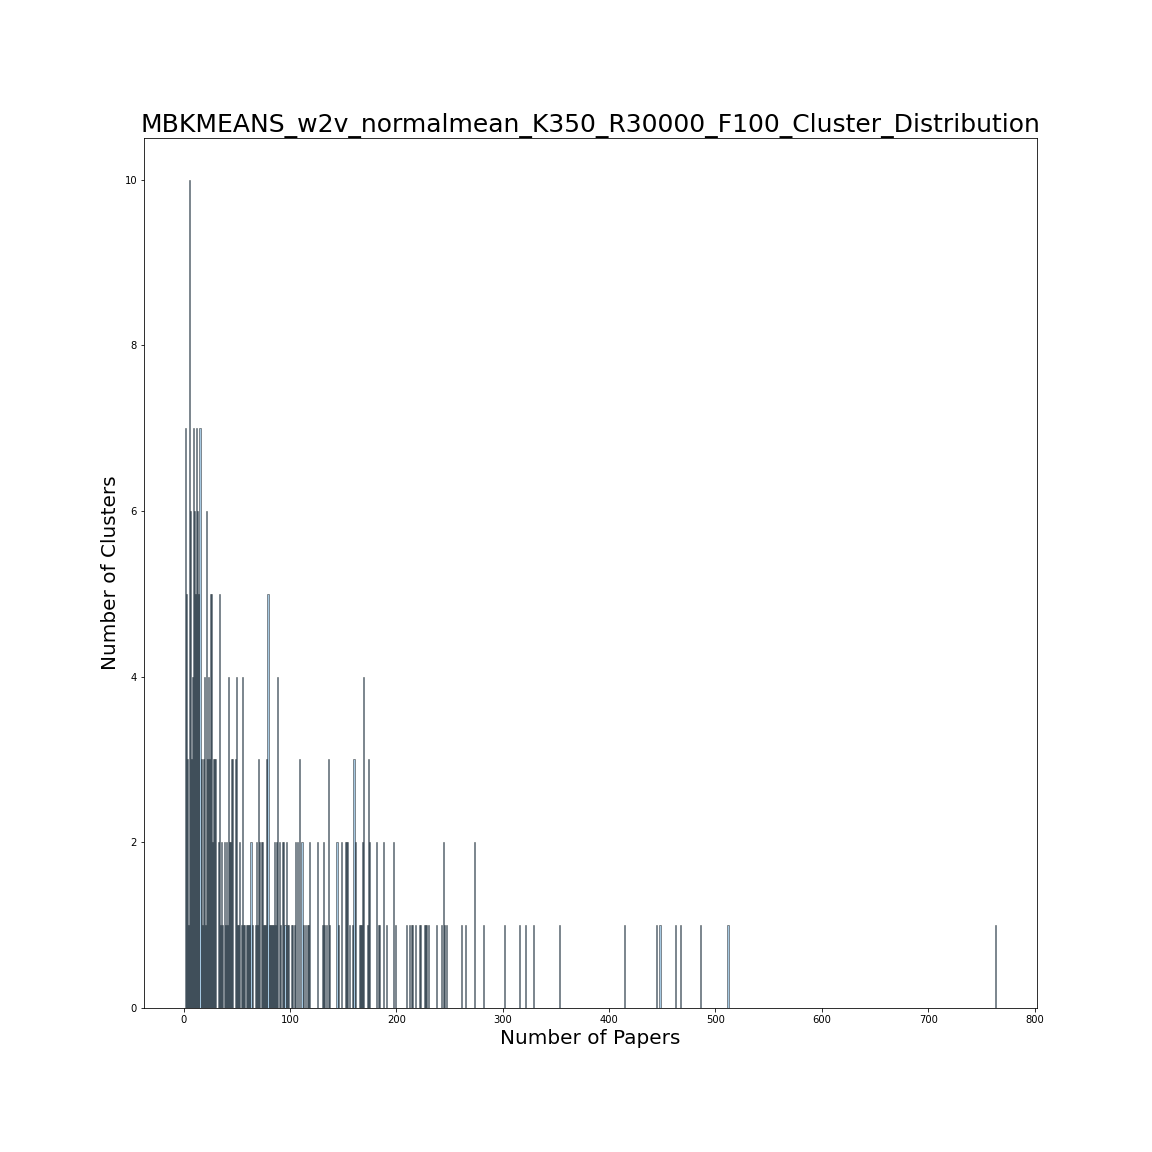 MBKMEANS_w2v_normalmean_K350_R30000_F100_Cluster_Distribution
10
8
6
4
2
0
Number of Clusters
0 100 200 300 400 500 600 700 800
Number of Papers